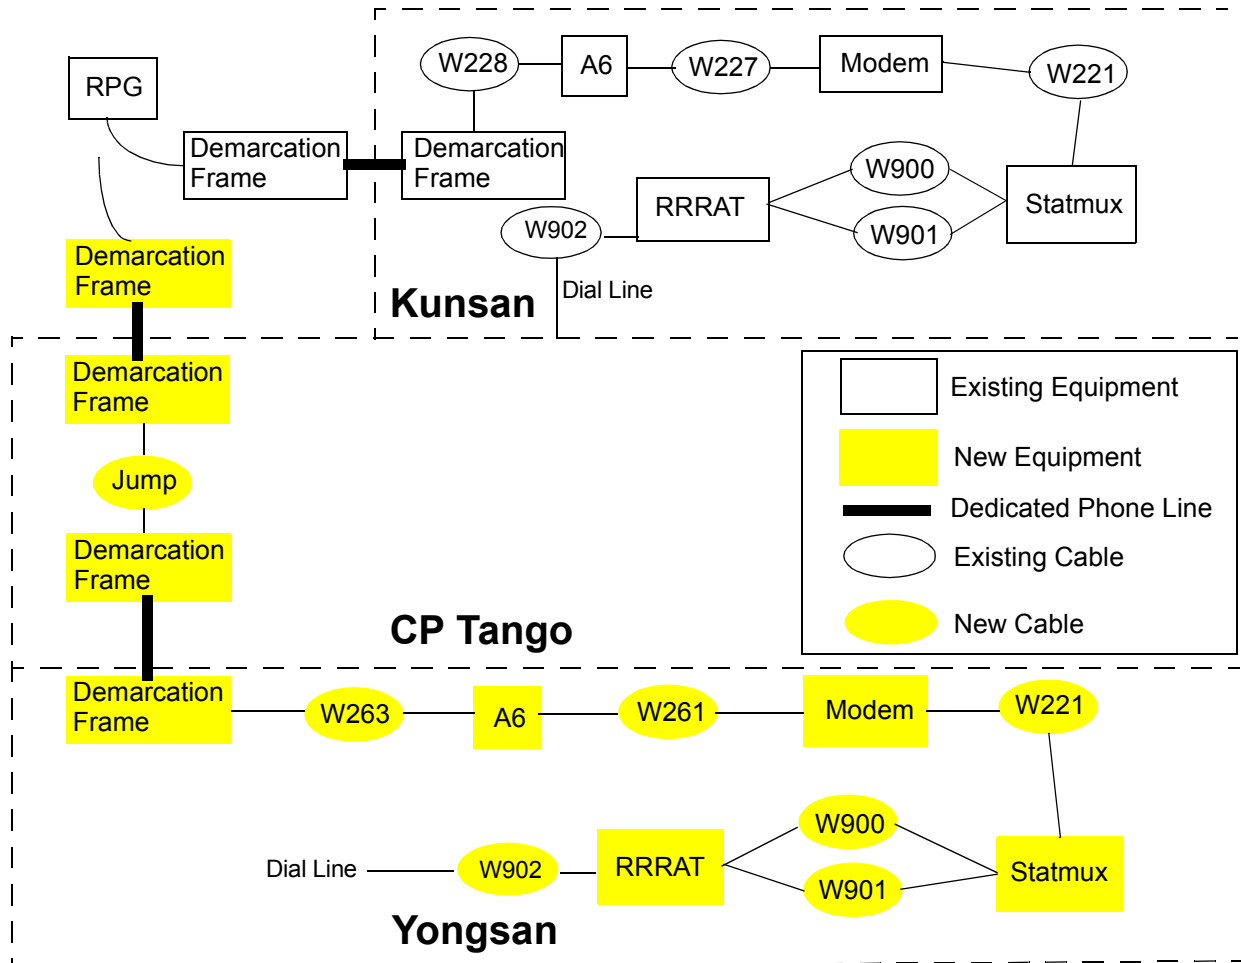 W228
A6
W227
Modem
W221
RPG
Demarcation
Frame
Demarcation
Frame
W900
RRRAT
Statmux
W902
W901
Dial Line
Kunsan
Demarcation
Frame
Demarcation
Frame
Jump
Demarcation
Frame
CP Tango
Existing Equipment
New Equipment
Dedicated Phone Line
Existing Cable
New Cable
Demarcation
Frame
W263
A6
W261
Modem
W221
W900
Dial Line
W902
RRRAT
W901
Statmux
Yongsan